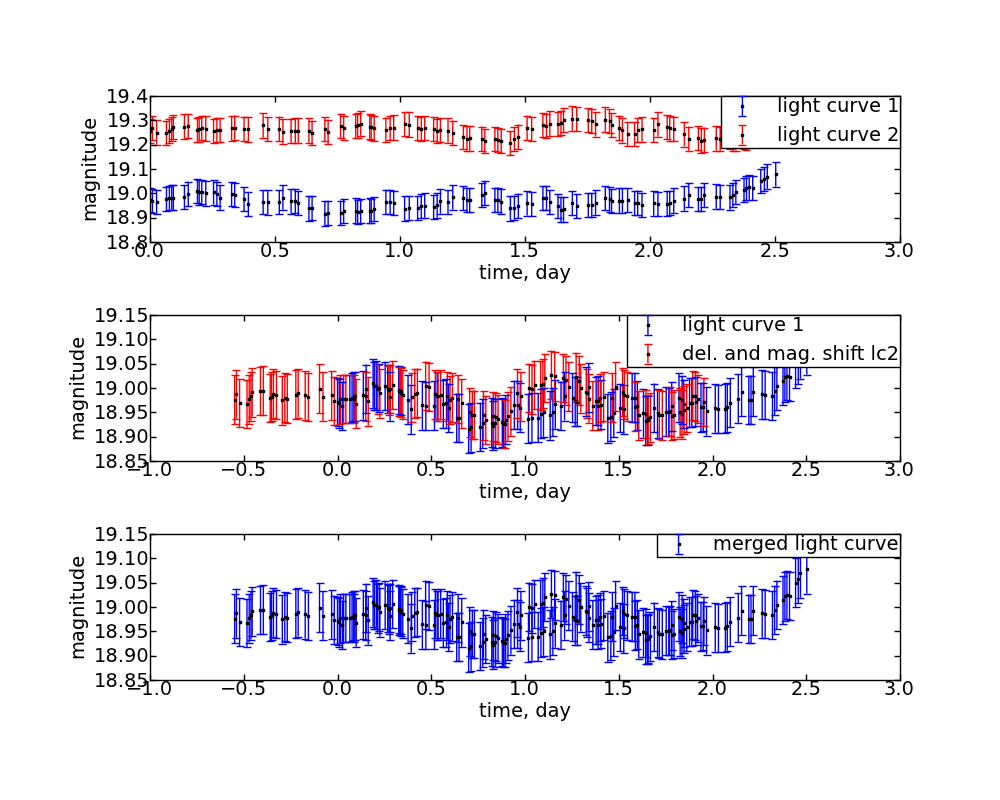 19.4
19.3
19.2
19.1
19.0
18.9
18.8
magnitude
light curve 1
light curve 2
0.0 0.5 1.0 1.5 2.0 2.5 3.0
time, day
19.15
19.10
19.05
19.00
18.95
18.90
18.85
magnitude
light curve 1
del. and mag. shift lc2
−1.0 −0.5 0.0 0.5 1.0 1.5 2.0 2.5 3.0
time, day
19.15
19.10
19.05
19.00
18.95
18.90
18.85
magnitude
merged light curve
−1.0 −0.5 0.0 0.5 1.0 1.5 2.0 2.5 3.0
time, day